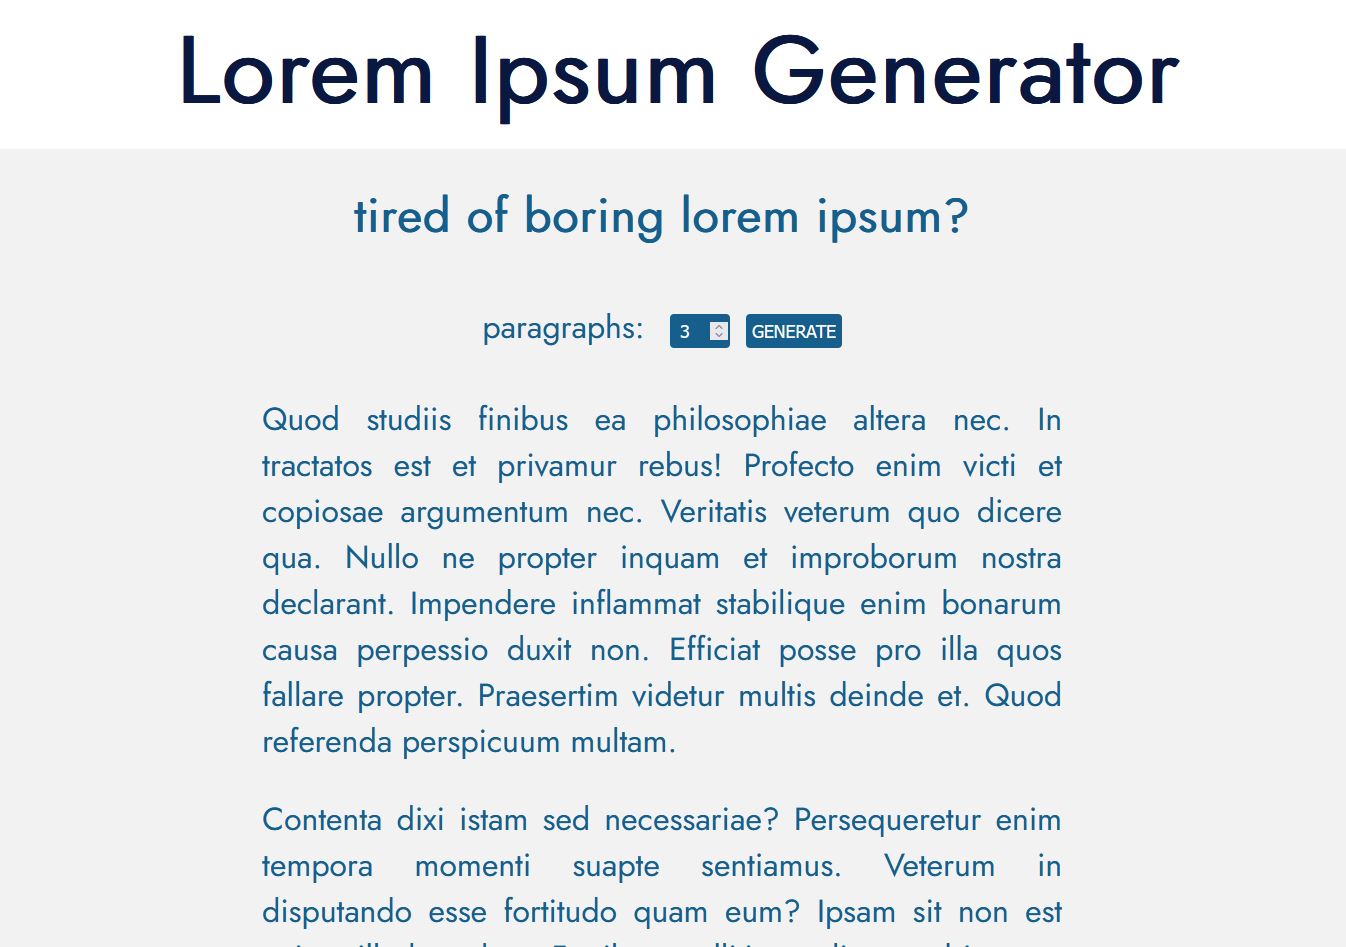 Lorem Ipsum Generator
tired of boring lorem ipsum?
paragraphs: 3 GENERATE
Quod studiis finibus ea philosophiae altera nec. In
tractatos est et privamur rebus! Profecto enim victi et
copiosae argumentum nec. Veritatis veterum quo dicere
qua. Nullo ne propter inquam et improborum nostra
declarant. Impendere inflammat stabilique enim bonarum
causa perpessio duxit non. Efficiat posse pro illa quos
fallare propter. Praesertim videtur multis deinde et. Quod
referenda perspicuum multam.
Contenta dixi istam sed necessariae? Persequeretur enim
tempora momenti suapte sentiamus. Veterum in
disputando esse fortitudo quam eum? Ipsam sit non est